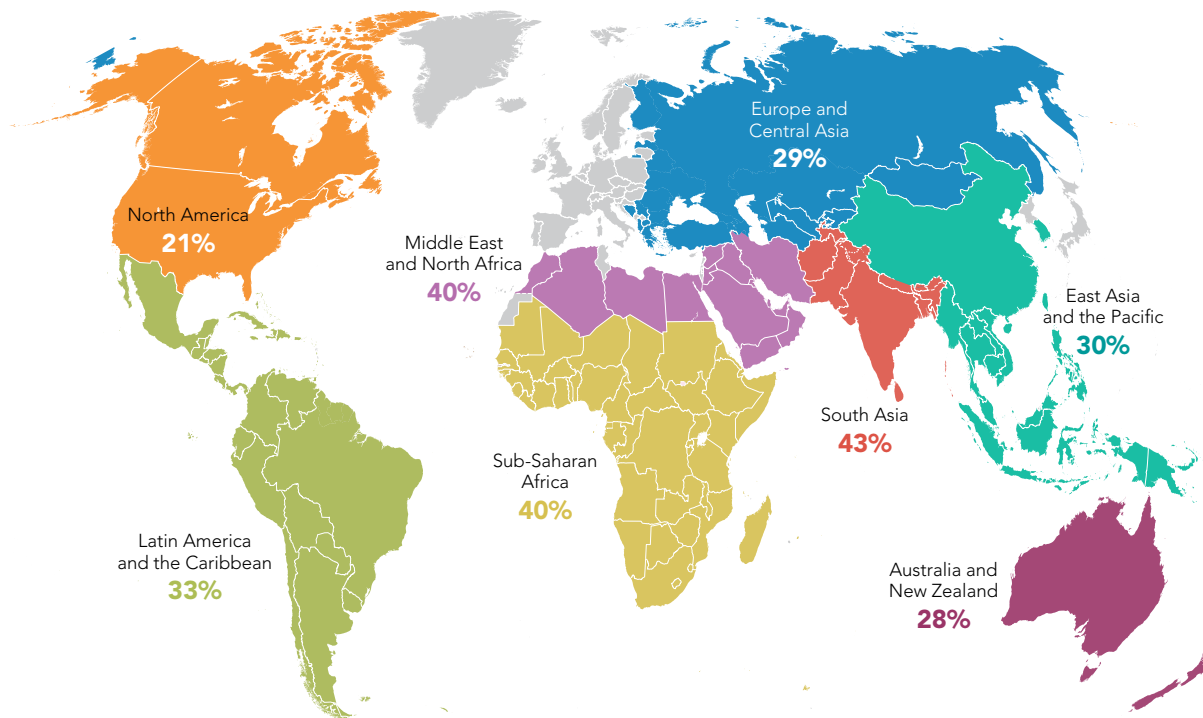 Europe and
Central Asia
29%
North America
21%
Middle East
and North Africa
40%
East Asia
and the Pacific
30%
South Asia
43%
Sub-Saharan
Africa
40%
Latin America
and the Caribbean
33%
Australia and
New Zealand
28%